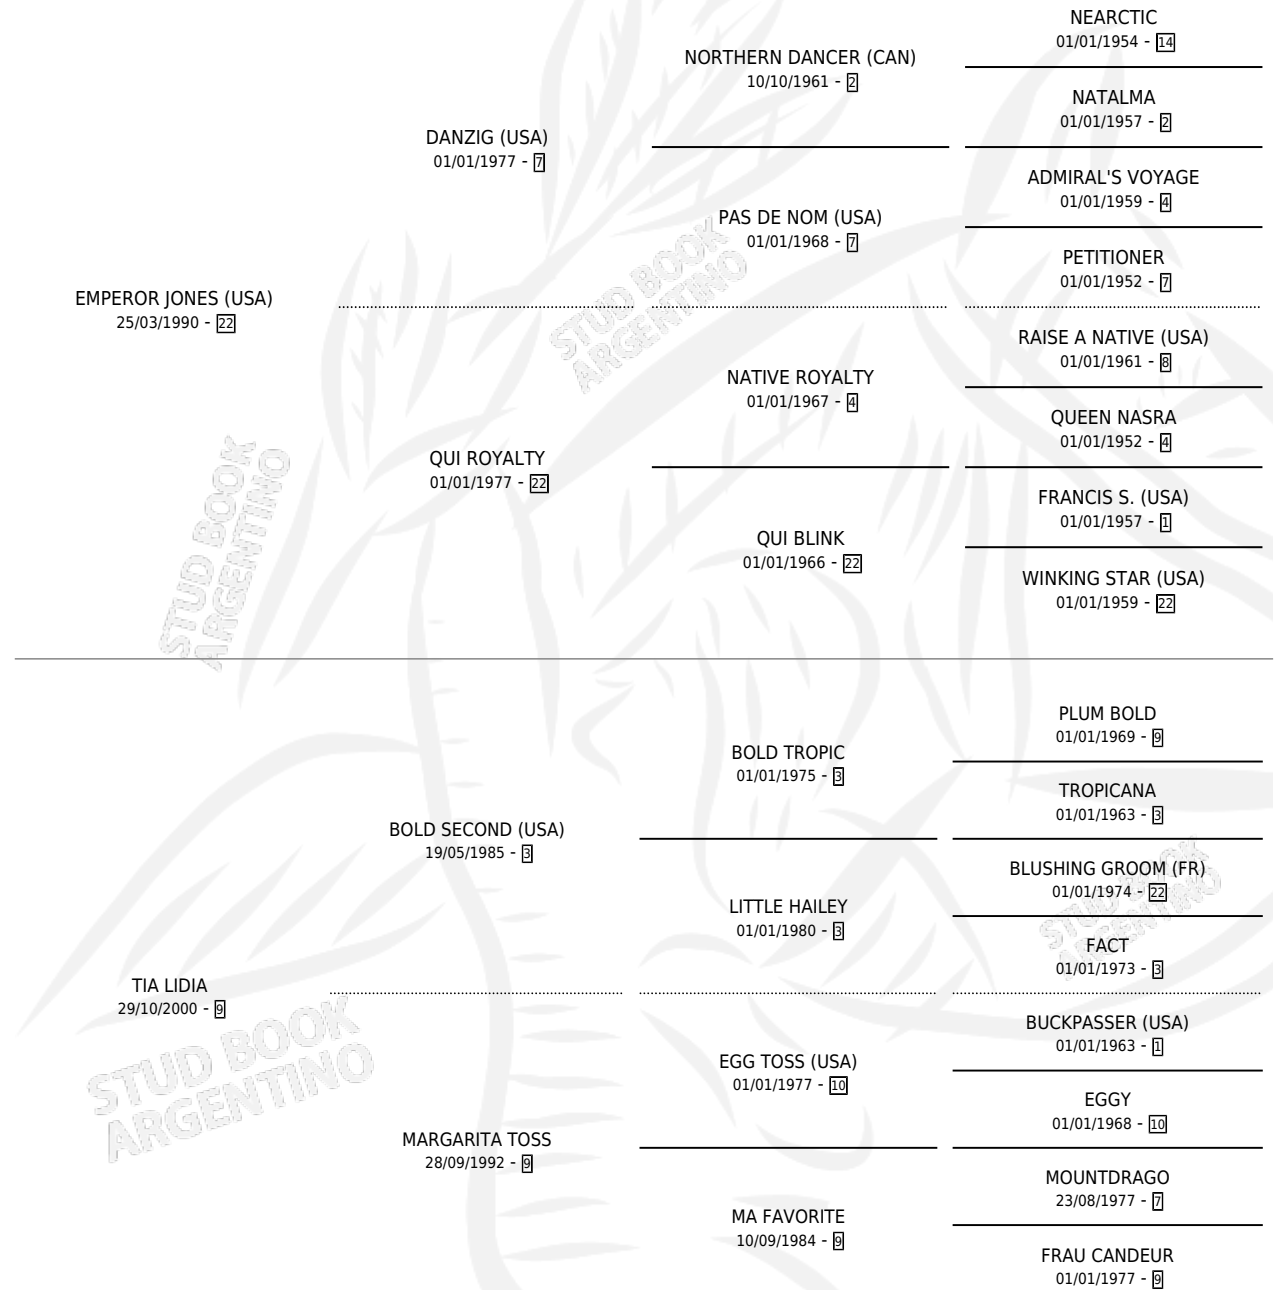 NEARCTIC
01/01/1954 - 14
NORTHERN DANCER (CAN)
10/10/1961 - 2
NATALMA
01/01/1957 - 2
DANZIG (USA)
01/01/1977 - 7
ADMIRAL'S VOYAGE
01/01/1959 - 4
PAS DE NOM (USA)
01/01/1968 - 7
PETITIONER
01/01/1952 - 7
EMPEROR JONES (USA)
25/03/1990 - 22
RAISE A NATIVE (USA)
01/01/1961 - 8
NATIVE ROYALTY
01/01/1967 - 4
QUEEN NASRA
01/01/1952 - 4
QUI ROYALTY
01/01/1977 - 22
FRANCIS S. (USA)
01/01/1957 - 1
QUI BLINK
01/01/1966 - 22
WINKING STAR (USA)
01/01/1959 - 22
PLUM BOLD
01/01/1969 - 9
BOLD TROPIC
01/01/1975 - 3
TROPICANA
01/01/1963 - 3
BOLD SECOND (USA)
19/05/1985 - 3
BLUSHING GROOM (FR)
01/01/1974 - 22
LITTLE HAILEY
01/01/1980 - 3
FACT
01/01/1973 - 3
TIA LIDIA
29/10/2000 - 9
BUCKPASSER (USA)
01/01/1963 - 1
EGG TOSS (USA)
01/01/1977 - 10
EGGY
01/01/1968 - 10
MARGARITA TOSS
28/09/1992 - 9
MOUNTDRAGO
23/08/1977 - 7
MA FAVORITE
10/09/1984 - 9
FRAU CANDEUR
01/01/1977 - 9
STUD BOOK
ARGENTINO
STUD BOOK
ARGENTINO
STUD BOOK
ARGENTINO
STUD BOOK
ARGENTINO